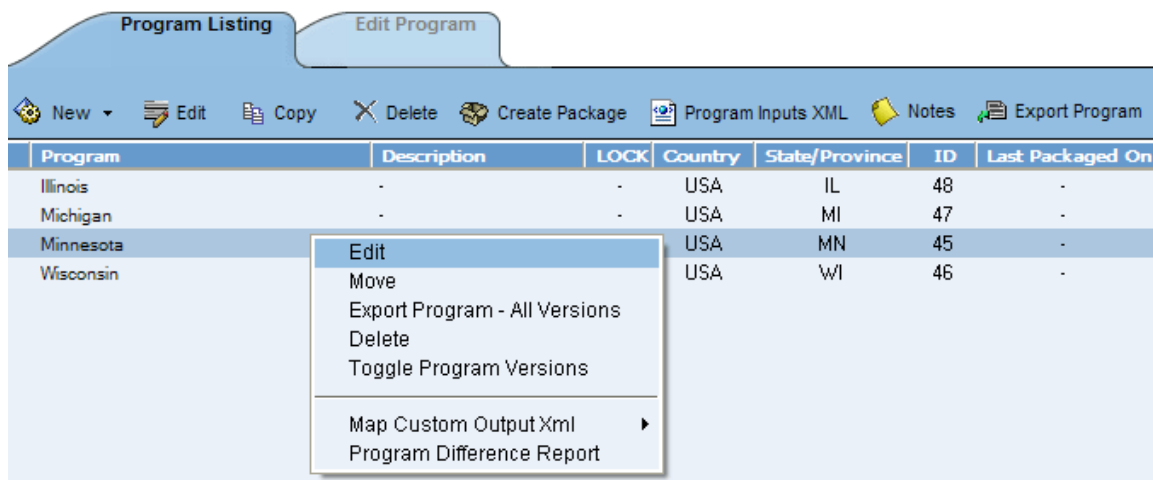 Program Listing Edit Program
New Edit Copy Delete Create Package Program Inputs XML Notes Export Program
Program Description LOCK Country State/Province ID Last Packaged On
Illinois - - USA IL 48 -
Michigan - - USA MI 47 -
Minnesota USA MN 45 -
Wisconsin USA WI 46 -
Edit
Move
Export Program - All Versions
Delete
Toggle Program Versions
Map Custom Output Xml
Program Difference Report